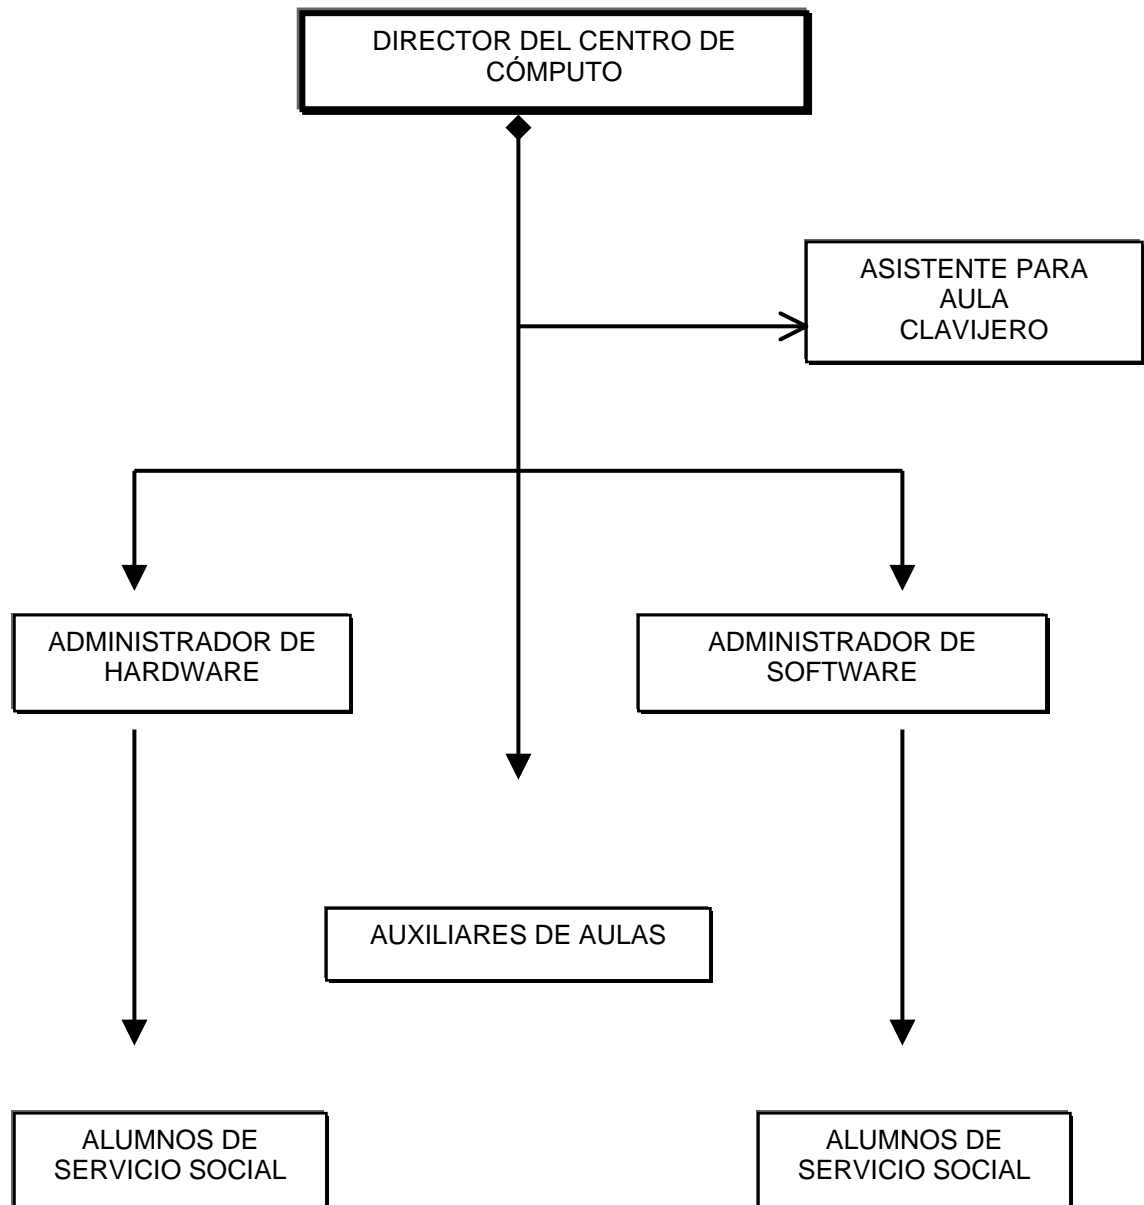 DIRECTOR DEL CENTRO DE
CÓMPUTO
ASISTENTE PARA
AULA
CLAVIJERO
ADMINISTRADOR DE
HARDWARE
ADMINISTRADOR DE
SOFTWARE
AUXILIARES DE AULAS
ALUMNOS DE
SERVICIO SOCIAL
ALUMNOS DE
SERVICIO SOCIAL